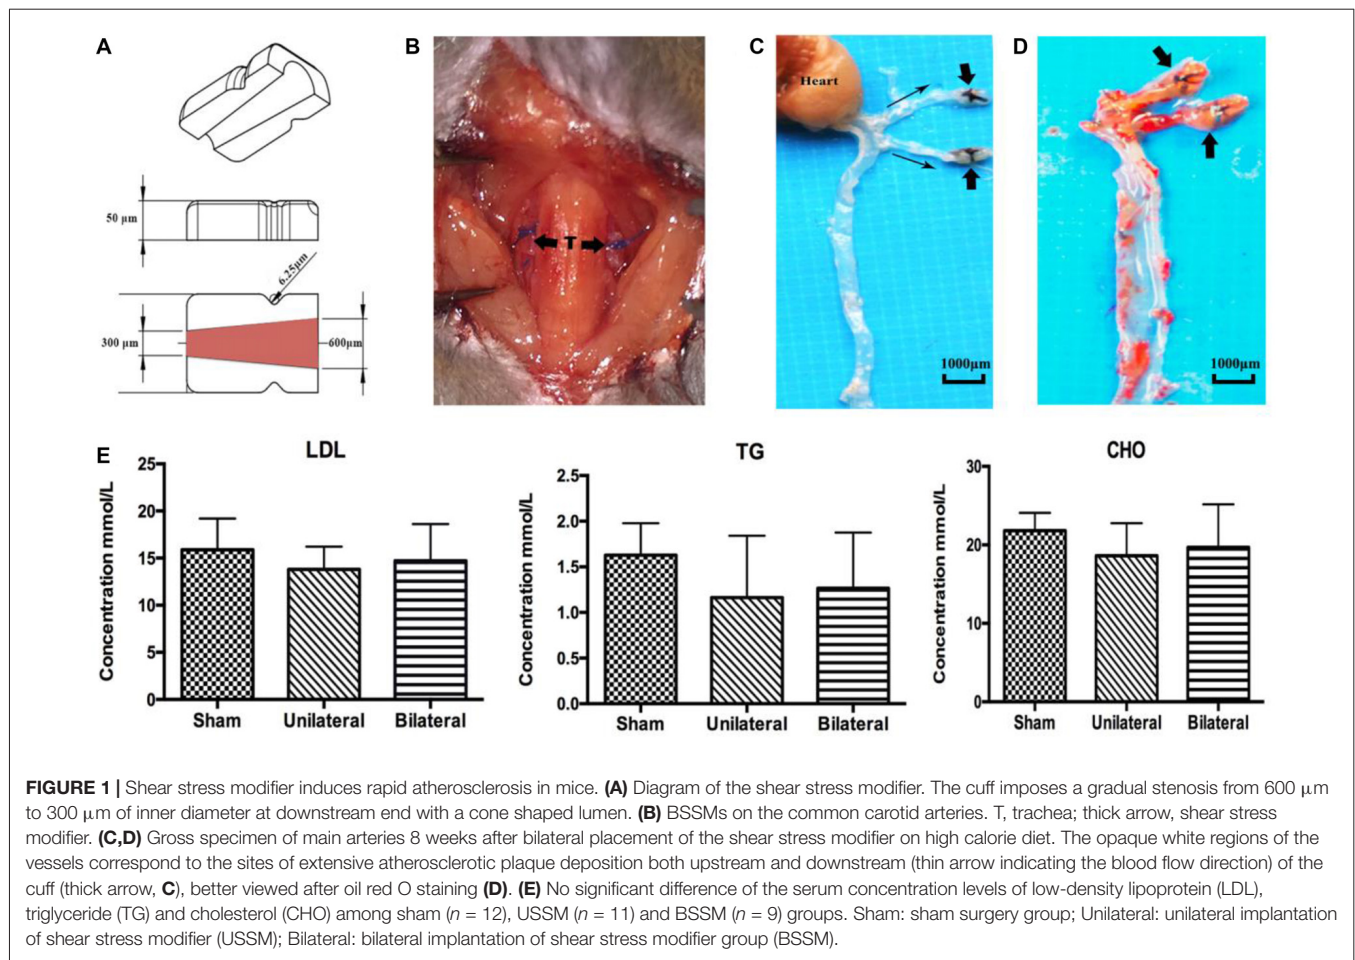 A
B
C
D
Heart
50 μm
T
6.25μm
300 μm
600μm
1000μm
1000μm
E
LDL
TG
CHO
Concentration mmol/L
25
20
15
10
5
0
Sham
Unilateral
Bilateral
Concentration mmol/L
2.5
2.0
1.5
1.0
0.5
0.0
Sham
Unilateral
Bilateral
Concentration mmol/L
30
20
10
0
Sham
Unilateral
Bilateral
FIGURE 1 | Shear stress modifier induces rapid atherosclerosis in mice. (A) Diagram of the shear stress modifier. The cuff imposes a gradual stenosis from 600 μm
to 300 μm of inner diameter at downstream end with a cone shaped lumen. (B) BSSMs on the common carotid arteries. T, trachea; thick arrow, shear stress
modifier. (C,D) Gross specimen of main arteries 8 weeks after bilateral placement of the shear stress modifier on high calorie diet. The opaque white regions of the
vessels correspond to the sites of extensive atherosclerotic plaque deposition both upstream and downstream (thin arrow indicating the blood flow direction) of the
cuff (thick arrow, C), better viewed after oil red O staining (D). (E) No significant difference of the serum concentration levels of low-density lipoprotein (LDL),
triglyceride (TG) and cholesterol (CHO) among sham (n = 12), USSM (n = 11) and BSSM (n = 9) groups. Sham: sham surgery group; Unilateral: unilateral implantation
of shear stress modifier (USSM); Bilateral: bilateral implantation of shear stress modifier group (BSSM).